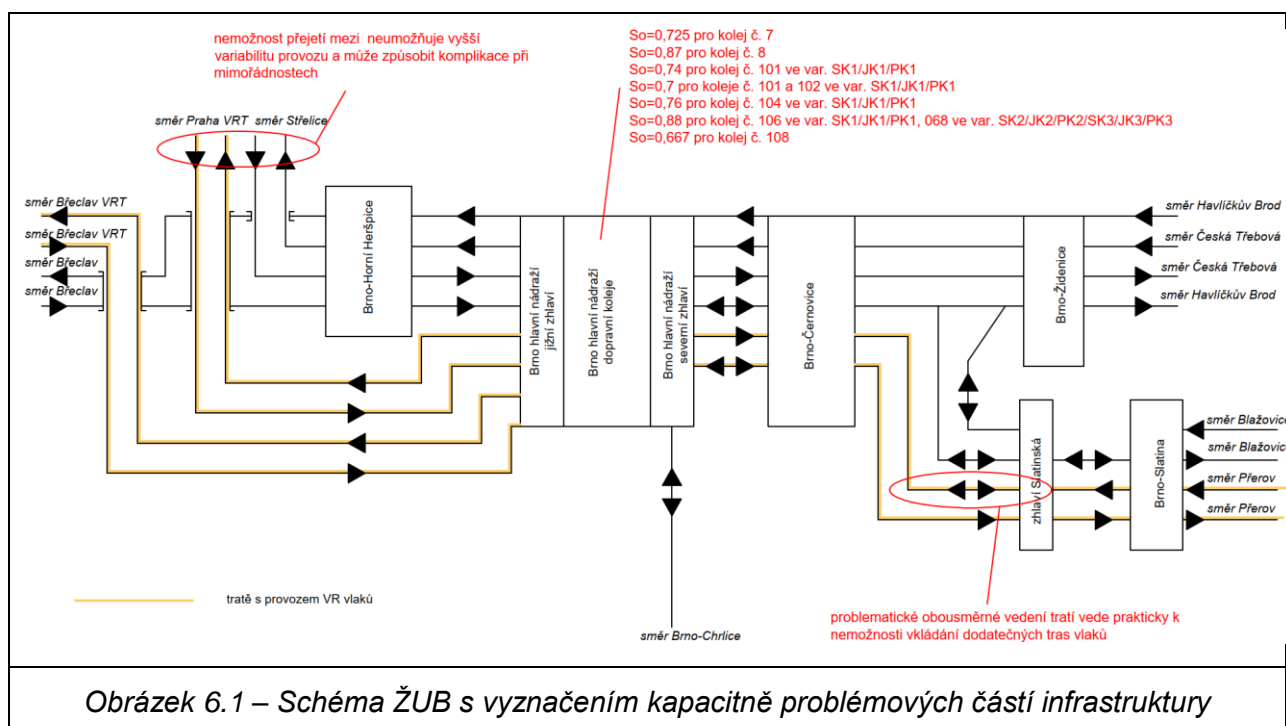 nemožnost přejetí mezi  neumožňuje vyšší
variabilitu provozu a může způsobit komplikace při
mimořádnostech
So=0,725 pro kolej č. 7
So=0,87 pro kolej č. 8
So=0,74 pro kolej č. 101 ve var. SK1/JK1/PK1
So=0,7 pro koleje č. 101 a 102 ve var. SK1/JK1/PK1
So=0,76 pro kolej č. 104 ve var. SK1/JK1/PK1
So=0,88 pro kolej č. 106 ve var. SK1/JK1/PK1, 068 ve var. SK2/JK2/PK2/SK3/JK3/PK3
So=0,667 pro kolej č. 108
směr Praha VRT směr Střelice
směr Břeclav VRT
směr Břeclav VRT
směr Břeclav
směr Břeclav
Brno-Horní Heršpice
Brno hlavní nádraží
jižní zhlaví
Brno hlavní nádraží
dopravní koleje
Brno hlavní nádraží
severní zhlaví
Brno-Černovice
Brno-Židenice
směr Havlíčkův Brod
směr Česká Třebová
směr Česká Třebová
směr Havlíčkův Brod
zhlaví Slatinská
Brno-Slatina
směr Blažovice
směr Blažovice
směr Přerov
směr Přerov
tratě s provozem VR vlaků
směr Brno-Chrlice
problematické obousměrné vedení tratí vede prakticky k
nemožnosti vkládání dodatečných tras vlaků
Obrázek 6.1 – Schéma ŽUB s vyznačením kapacitně problémových částí infrastruktury